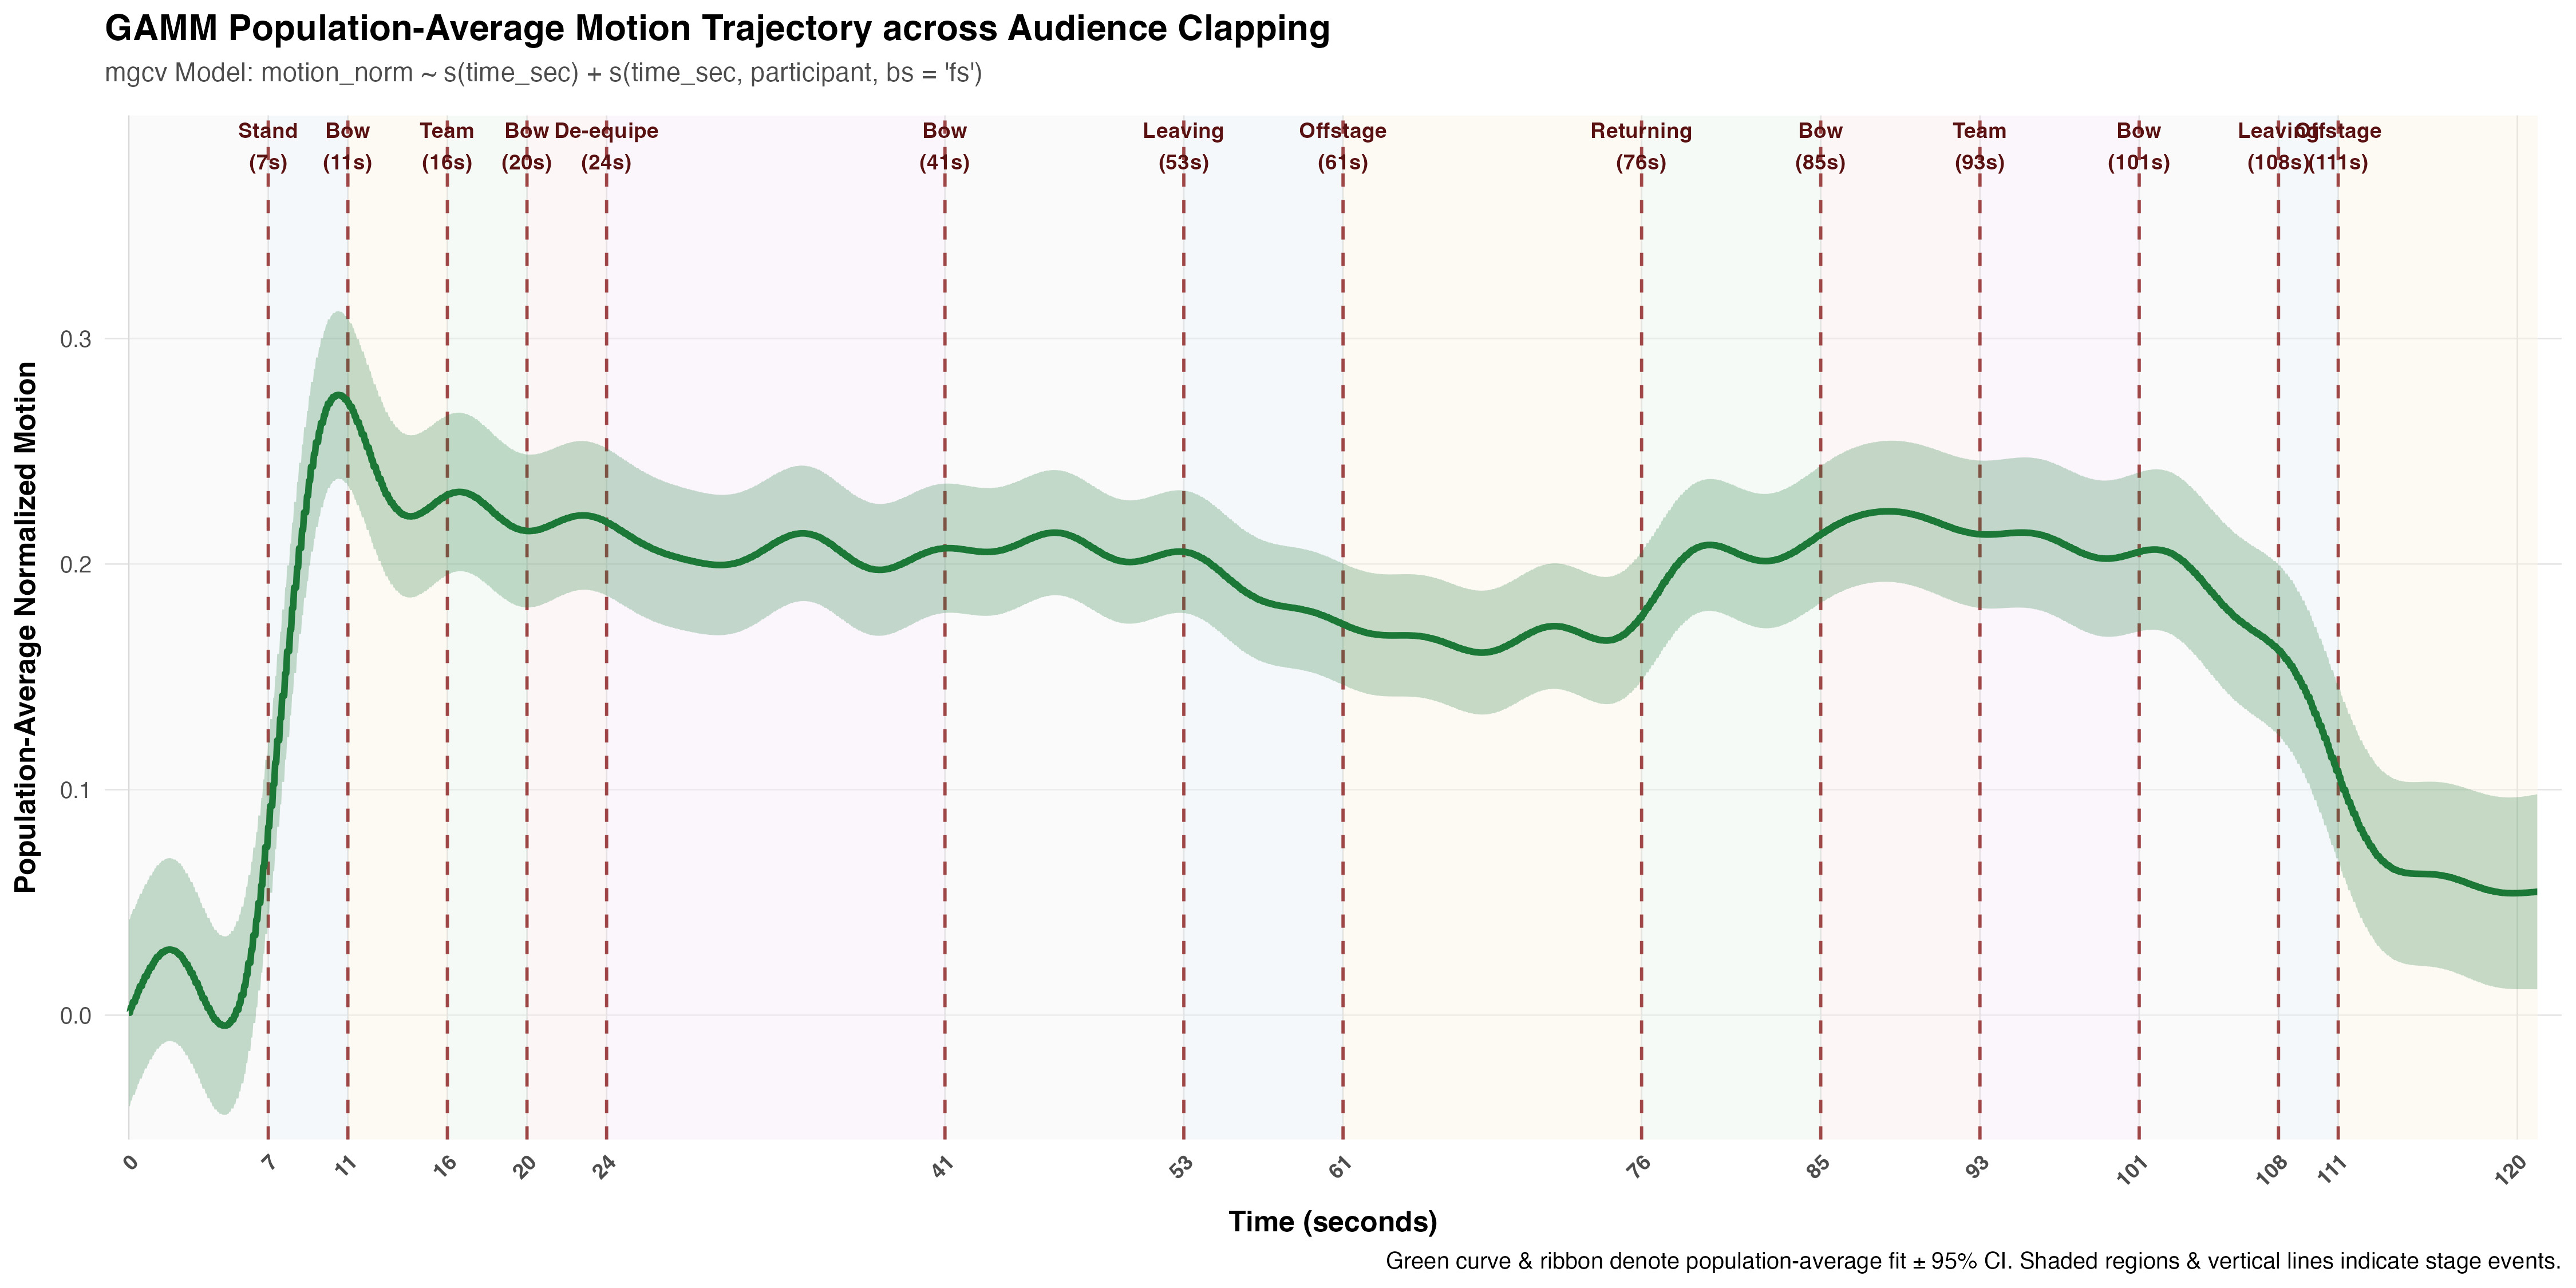 GAMM Population-Average Motion Trajectory across Audience Clapping
mgcv Model: motion_norm ~ s(time_sec) + s(time_sec, participant, bs = 'fs')
Stand Bow Team Bow De-equipe Bow Leaving Offstage Returning Bow Team Bow Leaving Offstage
(7s) (11s) (16s) (20s) (24s) (41s) (53s) (61s) (76s) (85s) (93s) (101s) (108s) (111s)
Population-Average Normalized Motion
0.3
0.2
0.1
0.0
0 7 11 16 20 24 41 53 61 76 85 93 101 108 111 120
Time (seconds)
Green curve & ribbon denote population-average fit ± 95% CI. Shaded regions & vertical lines indicate stage events.